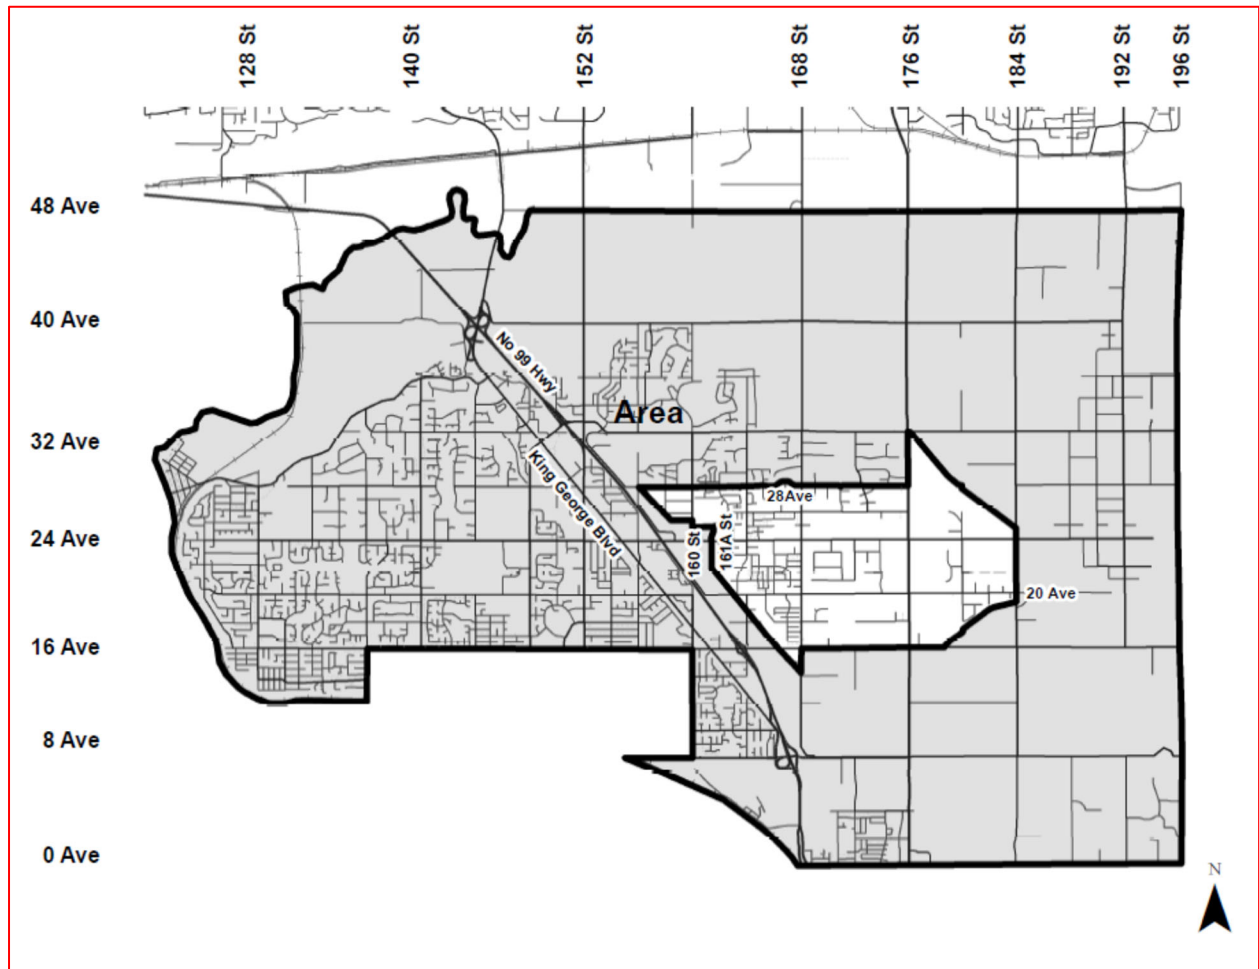 128 St
140 St
152 St
168 St
176 St
184 St
192 St
196 St
48 Ave
40 Ave
No 99 Hwy
Area
32 Ave
King George Blvd
28Ave
24 Ave
160 St
161A St
20 Ave
16 Ave
8 Ave
0 Ave
N